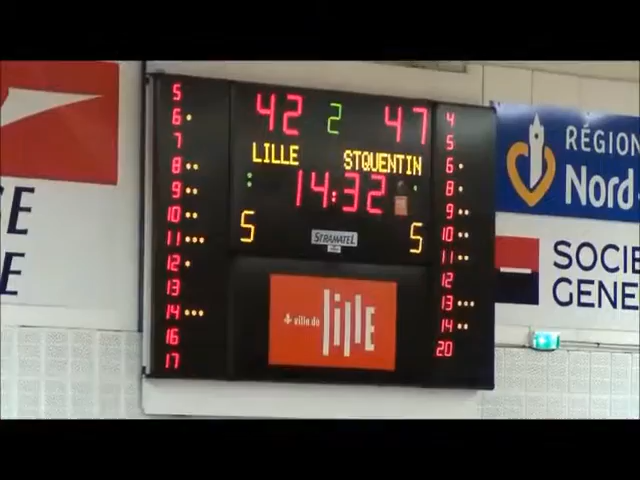 42 2 47
LILLE STQUENTIN
14:32
5 5
STRAMATEL
ville de lille
5
6
7
8
9
10
11
12
13
14
16
17
4
5
6
8
9
10
11
12
13
14
20
RÉGION
Nord-
SOCIE
GENE
GE
E